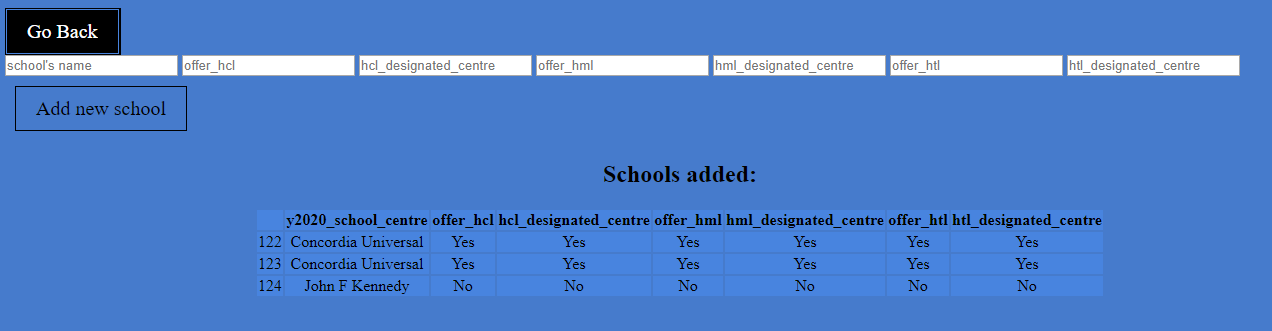 Go Back
school's name offer_hcl hcl_designated_centre offer_hml hml_designated_centre offer_htl htl_designated_centre
Add new school
Schools added:
y2020_school_centre offer_hcl hcl_designated_centre offer_hml hml_designated_centre offer_htl htl_designated_centre
122 Concordia Universal Yes Yes Yes Yes Yes Yes
123 Concordia Universal Yes Yes Yes Yes Yes Yes
124 John F Kennedy No No No No No No